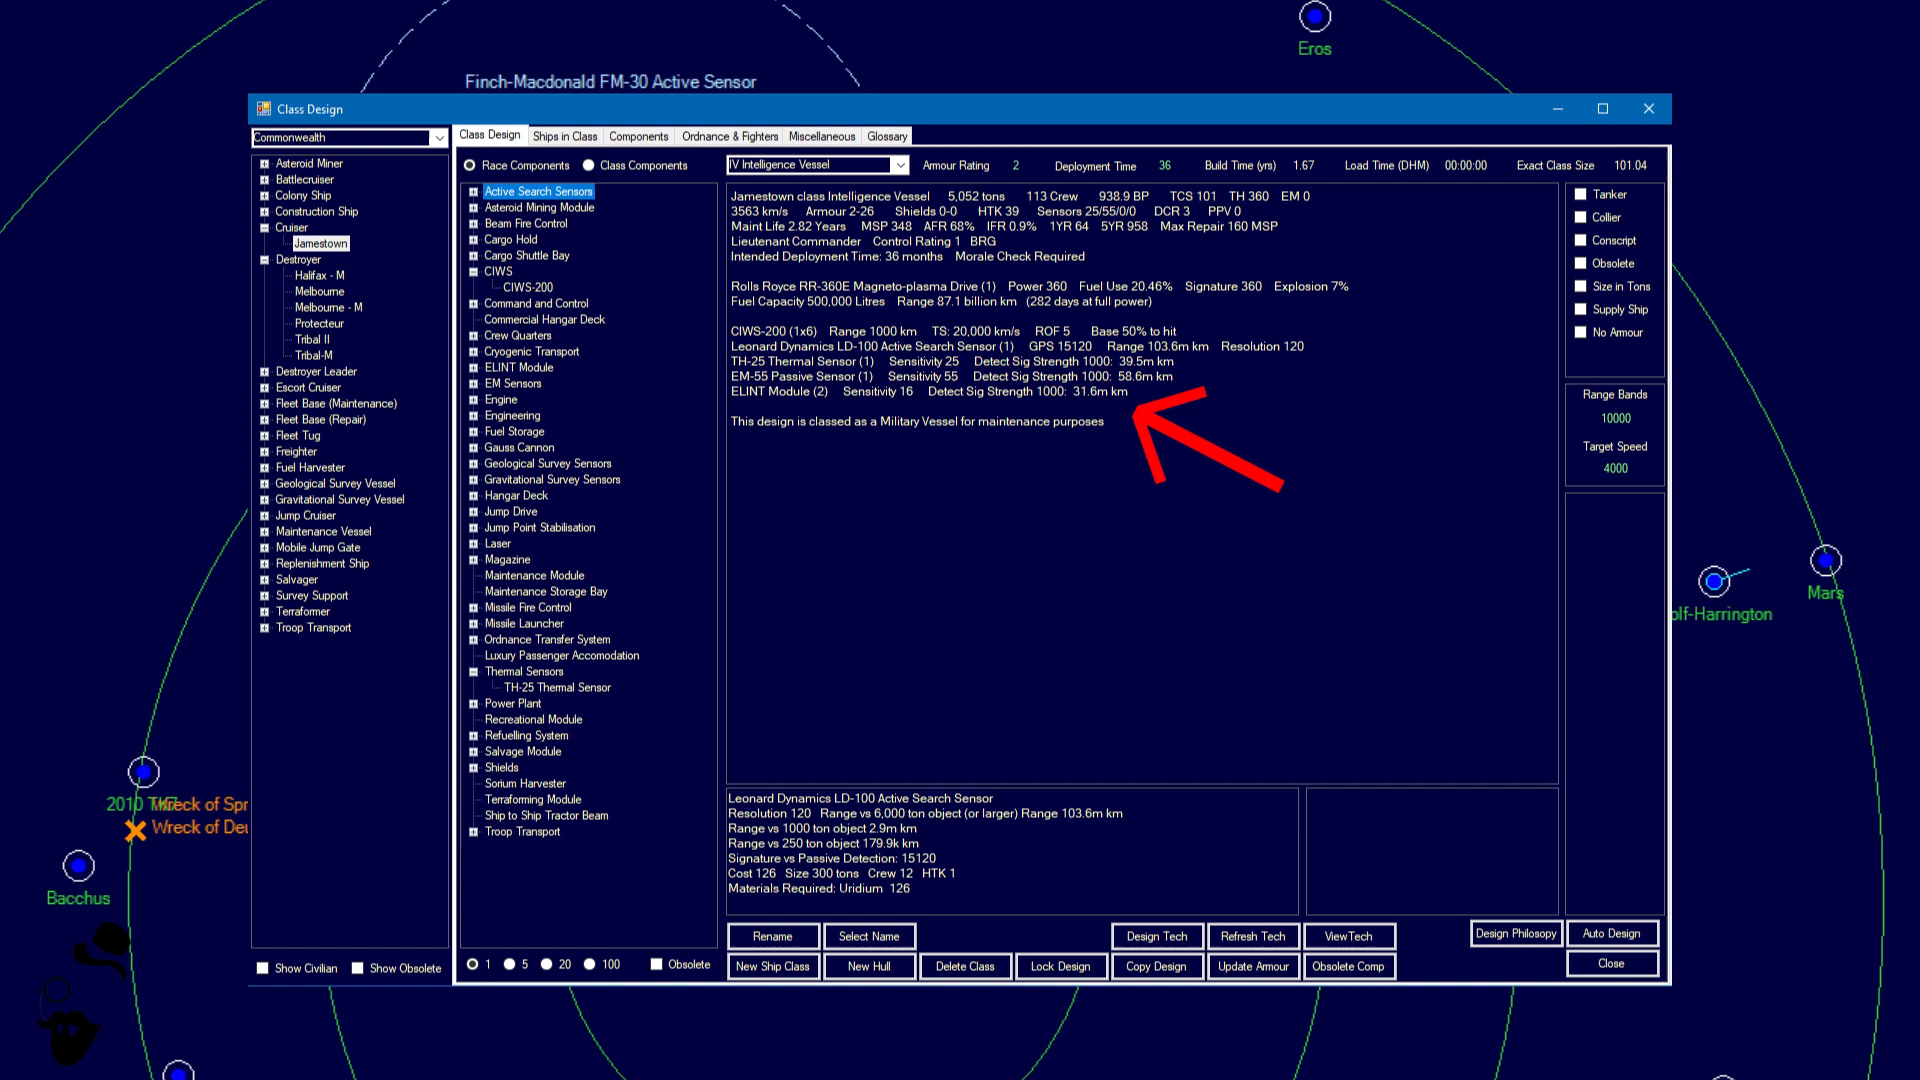 Eros
Finch-Macdonald FM-30 Active Sensor
Class Design
Commonwealth
Class Design Ships in Class Components Ordnance & Fighters Miscellaneous Glossary
Race Components Class Components IV Intelligence Vessel Armour Rating 2 Deployment Time 36 Build Time (yrs) 1.67 Load Time (DHM) 00:00:00 Exact Class Size 101.04
Asteroid Miner
Battlecruiser
Colony Ship
Construction Ship
Cruiser
Jamestown
Destroyer
Halifax - M
Melbourne
Melbourne - M
Protecteur
Tribal II
Tribal-M
Destroyer Leader
Escort Cruiser
Fleet Base (Maintenance)
Fleet Base (Repair)
Fleet Tug
Freighter
Fuel Harvester
Geological Survey Vessel
Gravitational Survey Vessel
Jump Cruiser
Maintenance Vessel
Mobile Jump Gate
Replenishment Ship
Salvager
Survey Support
Terraformer
Troop Transport
Show Civilian Show Obsolete
Active Search Sensors
Asteroid Mining Module
Beam Fire Control
Cargo Hold
Cargo Shuttle Bay
CIWS
CIWS-200
Command and Control
Commercial Hangar Deck
Crew Quarters
Cryogenic Transport
ELINT Module
EM Sensors
Engine
Engineering
Fuel Storage
Gauss Cannon
Geological Survey Sensors
Gravitational Survey Sensors
Hangar Deck
Jump Drive
Jump Point Stabilisation
Laser
Magazine
Maintenance Module
Maintenance Storage Bay
Missile Fire Control
Missile Launcher
Ordnance Transfer System
Luxury Passenger Accomodation
Thermal Sensors
TH-25 Thermal Sensor
Power Plant
Recreational Module
Refuelling System
Salvage Module
Shields
Sorium Harvester
Terraforming Module
Ship to Ship Tractor Beam
Troop Transport
1 5 20 100 Obsolete
Jamestown class Intelligence Vessel 5,052 tons 113 Crew 938.9 BP TCS 101 TH 360 EM 0
3563 km/s Armour 2-26 Shields 0-0 HTK 39 Sensors 25/55/0/0 DCR 3 PPV 0
Maint Life 2.82 Years MSP 348 AFR 68% IFR 0.9% 1YR 64 5YR 958 Max Repair 160 MSP
Lieutenant Commander Control Rating 1 BRG
Intended Deployment Time: 36 months Morale Check Required
Rolls Royce RR-360E Magneto-plasma Drive (1) Power 360 Fuel Use 20.46% Signature 360 Explosion 7%
Fuel Capacity 500,000 Litres Range 87.1 billion km (282 days at full power)
CIWS-200 (1x6) Range 1000 km TS: 20,000 km/s ROF 5 Base 50% to hit
Leonard Dynamics LD-100 Active Search Sensor (1) GPS 15120 Range 103.6m km Resolution 120
TH-25 Thermal Sensor (1) Sensitivity 25 Detect Sig Strength 1000: 39.5m km
EM-55 Passive Sensor (1) Sensitivity 55 Detect Sig Strength 1000: 58.6m km
ELINT Module (2) Sensitivity 16 Detect Sig Strength 1000: 31.6m km
This design is classed as a Military Vessel for maintenance purposes
Leonard Dynamics LD-100 Active Search Sensor
Resolution 120 Range vs 6,000 ton object (or larger) Range 103.6m km
Range vs 1000 ton object 2.9m km
Range vs 250 ton object 179.9k km
Signature vs Passive Detection: 15120
Cost 126 Size 300 tons Crew 12 HTK 1
Materials Required: Uridium 126
Tanker
Collier
Conscript
Obsolete
Size in Tons
Supply Ship
No Armour
Range Bands
10000
Target Speed
4000
Rename Select Name Design Tech Refresh Tech View Tech Design Philosopy Auto Design
New Ship Class New Hull Delete Class Lock Design Copy Design Update Armour Obsolete Comp Close
Mars
olf-Harrington
2010 TK7
Wreck of Spr
Wreck of De
Bacchus